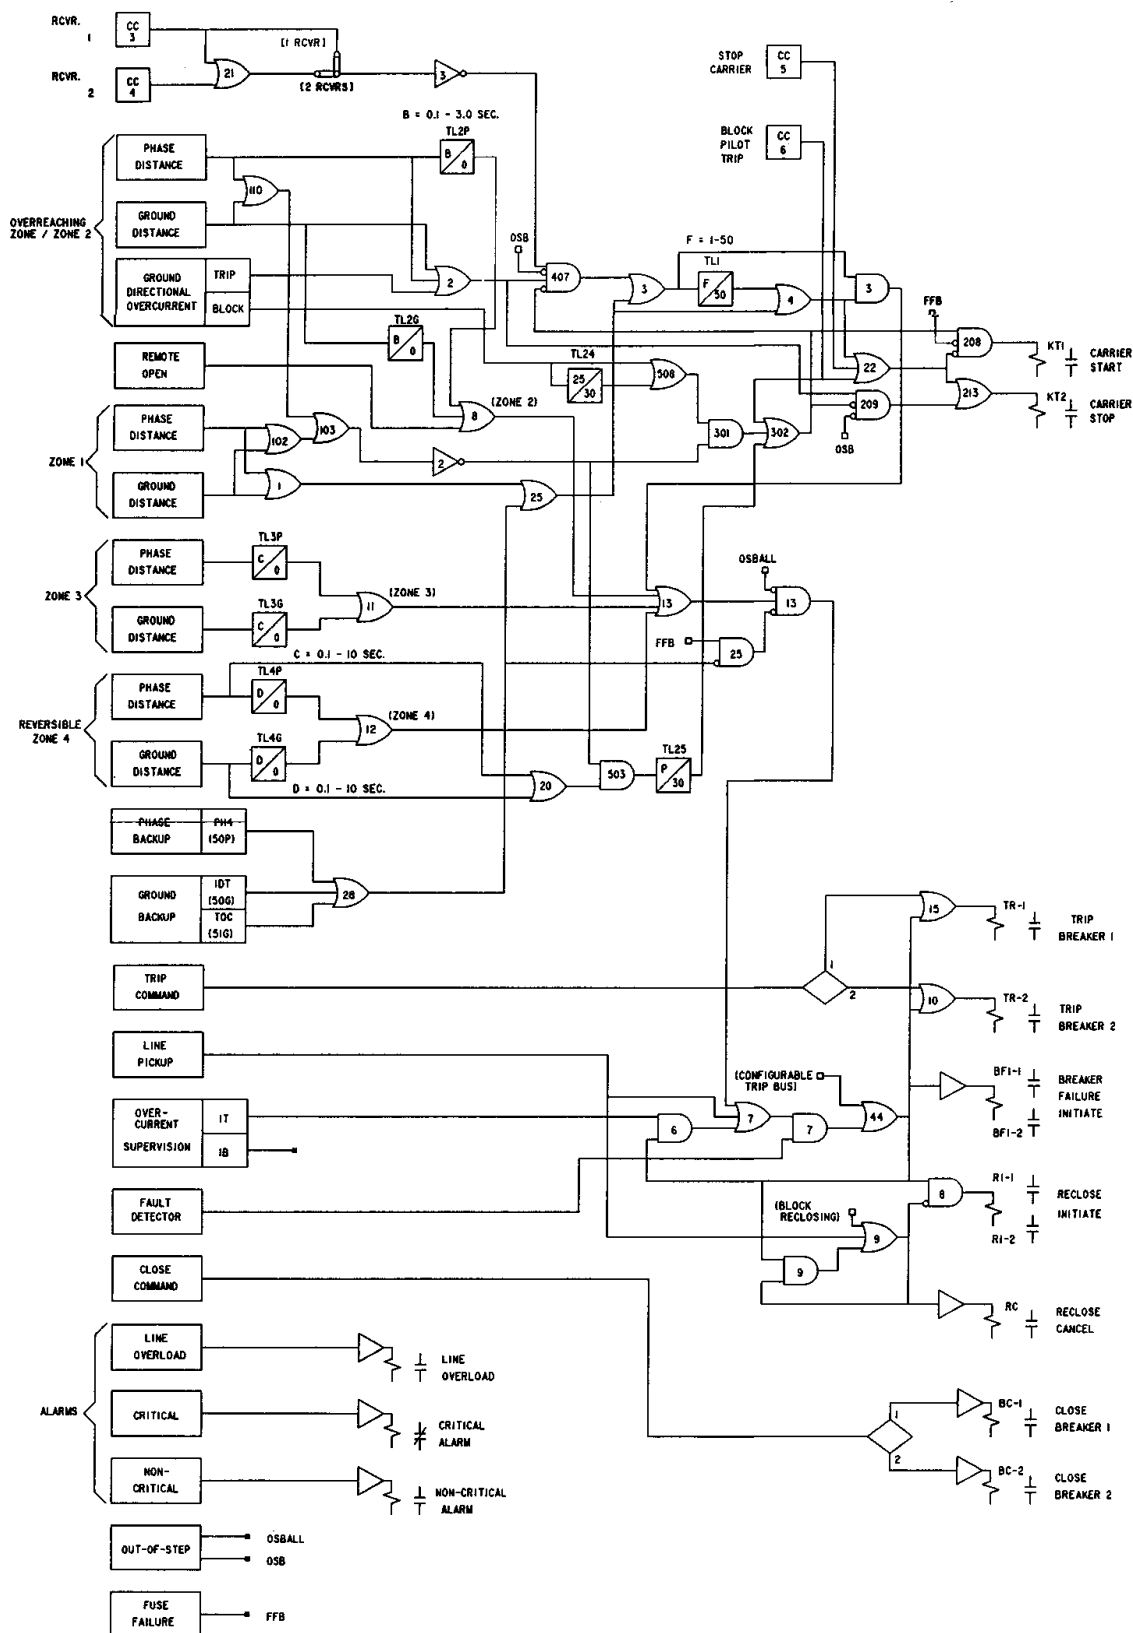 RCVR.
1
CC
3
[1 RCVR]
RCVR.
2
CC
4
21
(2 RCVRS)
3
STOP
CARRIER
CC
5
BLOCK
PILOT
TRIP
CC
6
B = 0.1 - 3.0 SEC.
OVERREACHING
ZONE / ZONE 2
PHASE
DISTANCE
TL2P
B
0
110
GROUND
DISTANCE
GROUND
DIRECTIONAL
OVERCURRENT
TRIP
BLOCK
2
OSB
407
3
F = 1-50
TL1
F
50
4
3
FFB
208
KT1
CARRIER
START
22
213
KT2
CARRIER
STOP
209
OSB
REMOTE
OPEN
TL2G
B
0
8
(ZONE 2)
TL24
25
30
508
301
302
ZONE 1
PHASE
DISTANCE
GROUND
DISTANCE
102
103
1
2
25
ZONE 3
PHASE
DISTANCE
GROUND
DISTANCE
TL3P
C
0
TL3G
C
0
11
(ZONE 3)
C = 0.1 - 10 SEC.
13
OSBALL
13
FFB
25
REVERSIBLE
ZONE 4
PHASE
DISTANCE
GROUND
DISTANCE
TL4P
D
0
TL4G
D
0
12
(ZONE 4)
D = 0.1 - 10 SEC.
20
503
TL25
P
30
PHASE
BACKUP
PH4
(50P)
GROUND
BACKUP
IDT
(50G)
TOC
(51G)
28
TRIP
COMMAND
1
2
15
TR-1
TRIP
BREAKER 1
10
TR-2
TRIP
BREAKER 2
LINE
PICKUP
OVER-
CURRENT
SUPERVISION
IT
IB
6
7
7
(CONFIGURABLE
TRIP BUS)
44
BFI-1
BREAKER
FAILURE
INITIATE
BFI-2
FAULT
DETECTOR
(BLOCK
RECLOSING)
9
9
8
RI-1
RECLOSE
INITIATE
RI-2
CLOSE
COMMAND
RC
RECLOSE
CANCEL
ALARMS
LINE
OVERLOAD
LINE
OVERLOAD
CRITICAL
CRITICAL
ALARM
NON-
CRITICAL
NON-CRITICAL
ALARM
1
2
BC-1
CLOSE
BREAKER 1
BC-2
CLOSE
BREAKER 2
OUT-OF-STEP
OSBALL
OSB
FUSE
FAILURE
FFB